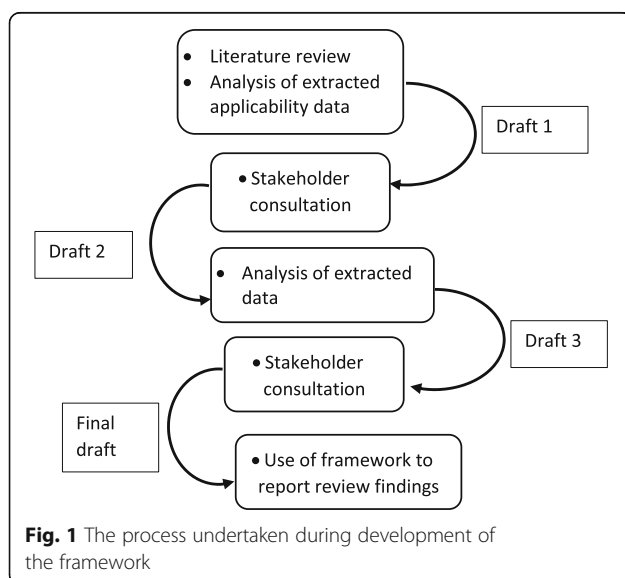 • Literature review
• Analysis of extracted
applicability data
Draft 1
• Stakeholder
consultation
Draft 2
• Analysis of extracted
data
Draft 3
• Stakeholder
consultation
Final
draft
• Use of framework to
report review findings
Fig. 1 The process undertaken during development of
the framework